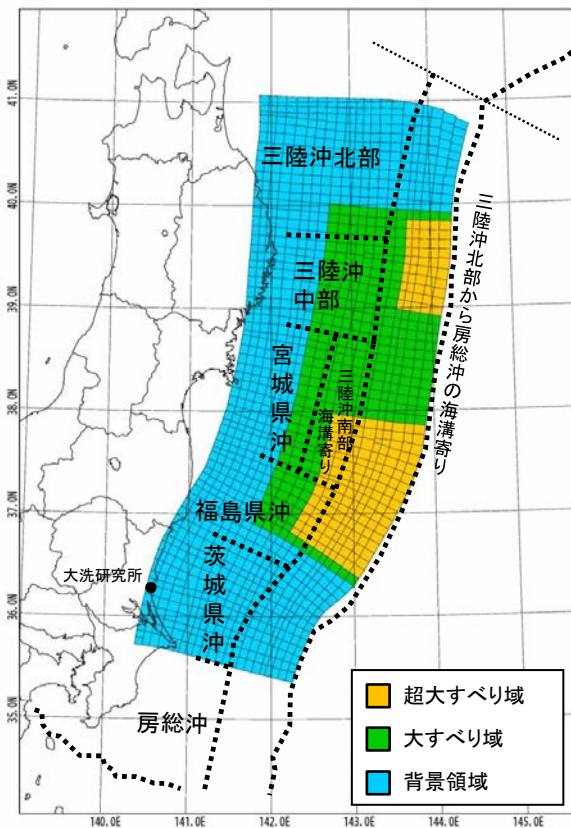 41.0N
40.0N
39.0N
38.0N
37.0N
36.0N
35.0N
三陸沖北部
三陸沖
中部
宮城県沖
三陸沖南部
海溝寄り
福島県沖
茨城県沖
大洗研究所
房総沖
三陸沖北部から房総沖の海溝寄り
超大すべり域
大すべり域
背景領域
140.0E
141.0E
142.0E
143.0E
144.0E
145.0E